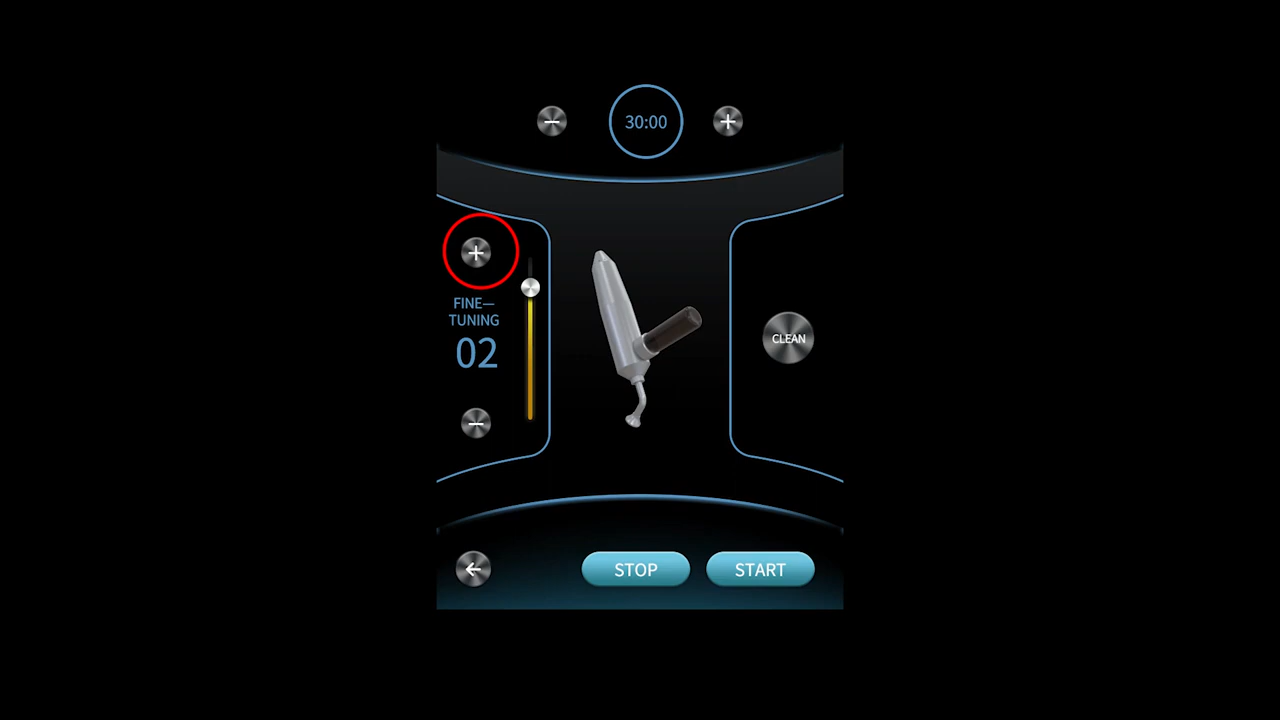 30:00
FINE—
TUNING
02
CLEAN
STOP
START